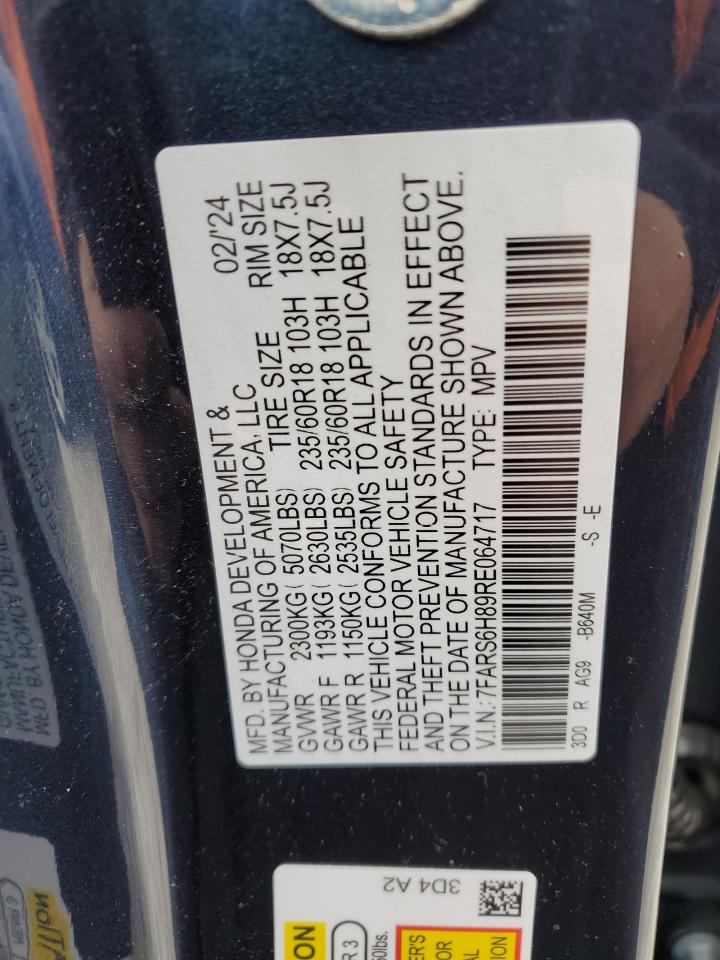 MFD. BY HONDA DEVELOPMENT & 02/'24
MANUFACTURING OF AMERICA, LLC
TIRE SIZE RIM SIZE
GVWR 2300KG( 5070LBS)
GAWR F 1193KG( 2630LBS) 235/60R18 103H 18X7.5J
GAWR R 1150KG( 2535LBS) 235/60R18 103H 18X7.5J
THIS VEHICLE CONFORMS TO ALL APPLICABLE
FEDERAL MOTOR VEHICLE SAFETY
AND THEFT PREVENTION STANDARDS IN EFFECT
ON THE DATE OF MANUFACTURE SHOWN ABOVE.
V.I.N.: 7FARS6H89RE064717 TYPE: MPV
3D0 R AG9 -B640M -S -E
3D4 A2